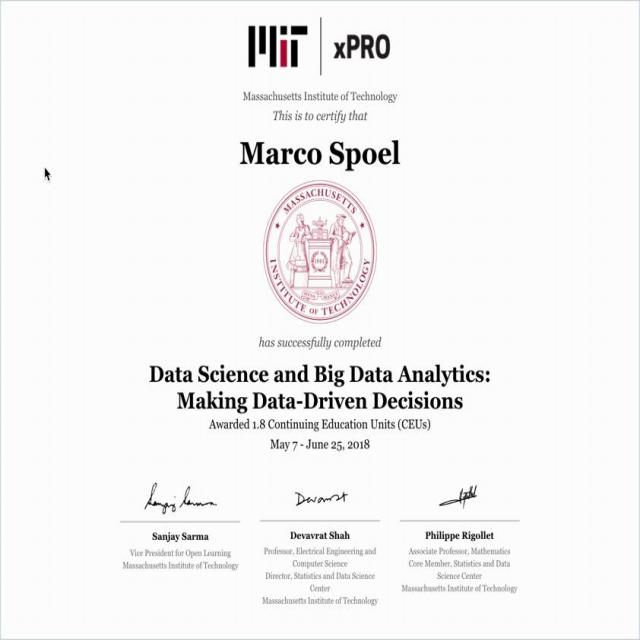 MIT xPRO
Massachusetts Institute of Technology
This is to certify that
Marco Spoel
MASSACHUSETTS
INSTITUTE OF TECHNOLOGY
has successfully completed
Data Science and Big Data Analytics:
Making Data-Driven Decisions
Awarded 1.8 Continuing Education Units (CEUs)
May 7 - June 25, 2018
Sanjay Sarma
Vice President for Open Learning
Massachusetts Institute of Technology
Devavrat Shah
Professor, Electrical Engineering and
Computer Science
Director, Statistics and Data Science
Center
Massachusetts Institute of Technology
Philippe Rigollet
Associate Professor, Mathematics
Core Member, Statistics and Data
Science Center
Massachusetts Institute of Technology